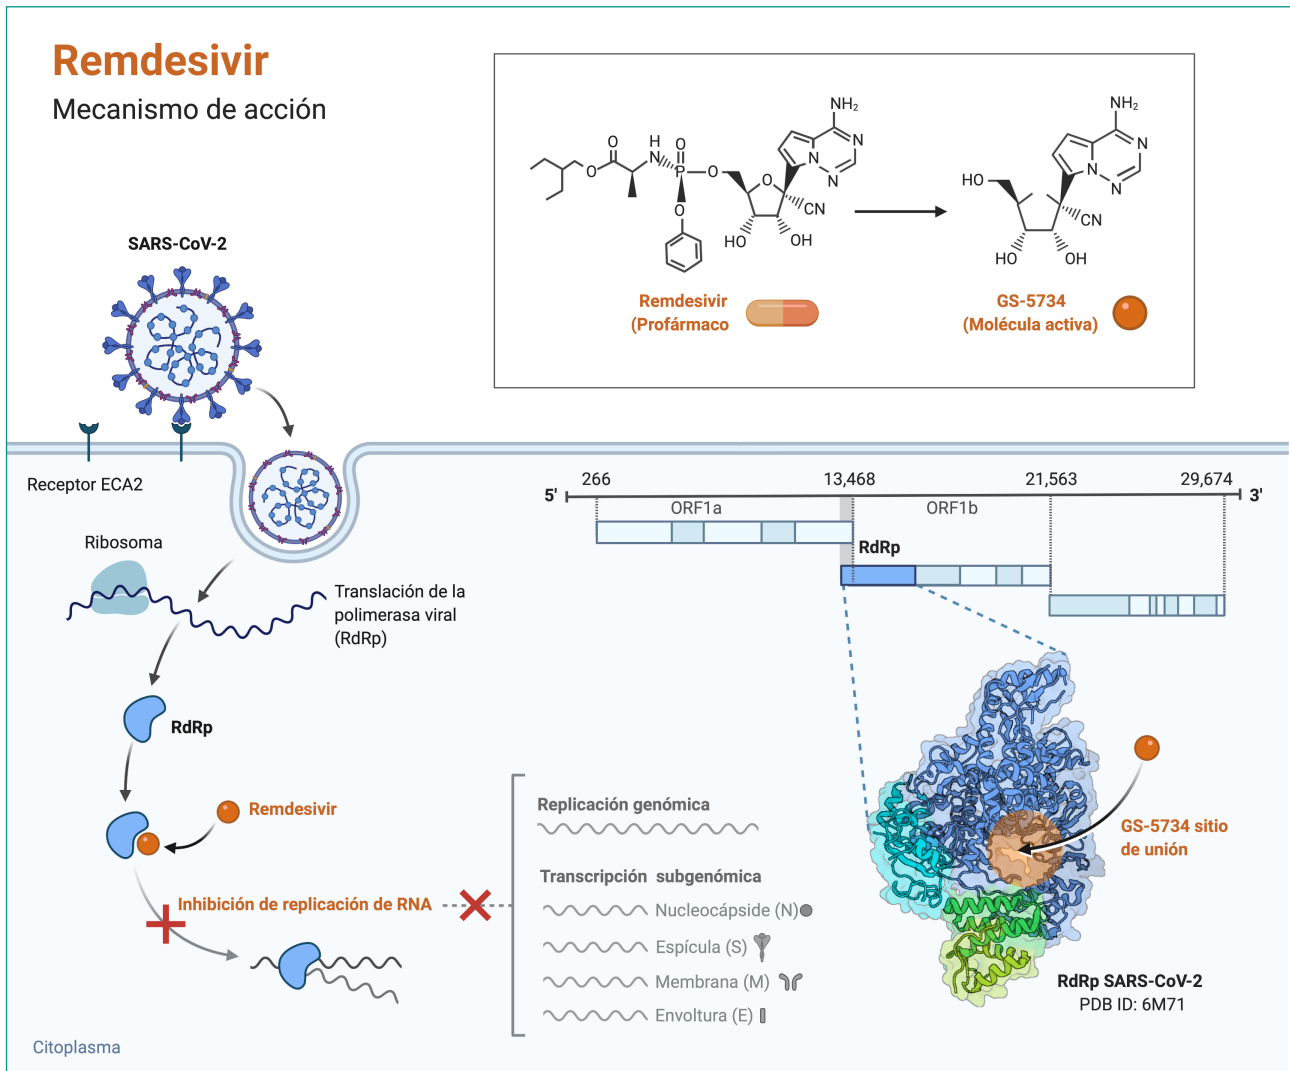 Remdesivir
Mecanismo de acción
NH₂
N
N
N
N
O
O
H
N
O
P
O
O
O
CN
HO
OH
NH₂
N
N
N
HO
CN
HO
OH
Remdesivir
(Profármaco
GS-5734
(Molécula activa)
SARS-CoV-2
Receptor ECA2
Ribosoma
Translación de la
polimerasa viral
(RdRp)
RdRp
Remdesivir
Inhibición de replicación de RNA
Citoplasma
266
13,468
21,563
29,674
5'
3'
ORF1a
ORF1b
RdRp
Replicación genómica
Transcripción subgenómica
Nucleocápside (N)
Espícula (S)
Membrana (M)
Envoltura (E)
GS-5734 sitio
de unión
RdRp SARS-CoV-2
PDB ID: 6M71